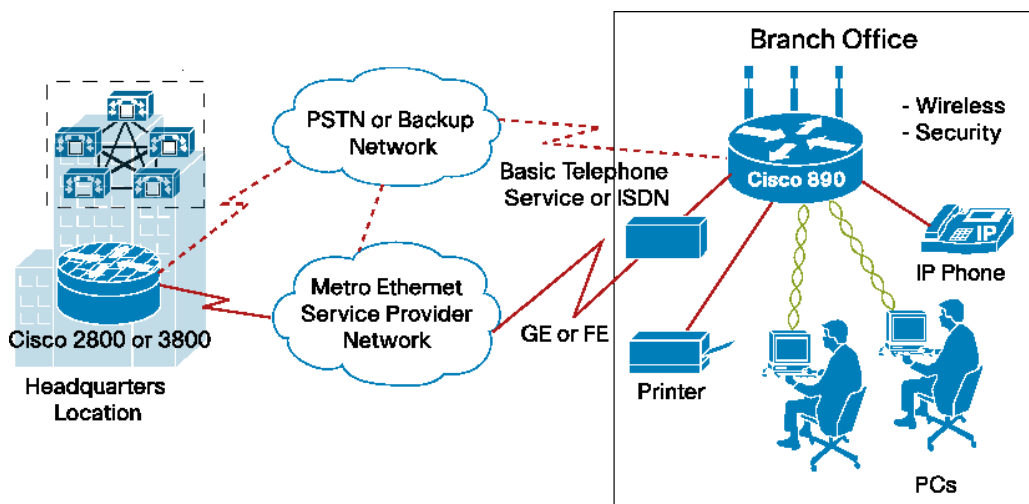 Branch Office
- Wireless
- Security
PSTN or Backup
Network
Basic Telephone
Service or ISDN
Cisco 890
IP
IP Phone
Metro Ethernet
Service Provider
Network
GE or FE
Cisco 2800 or 3800
Headquarters
Location
Printer
PCs